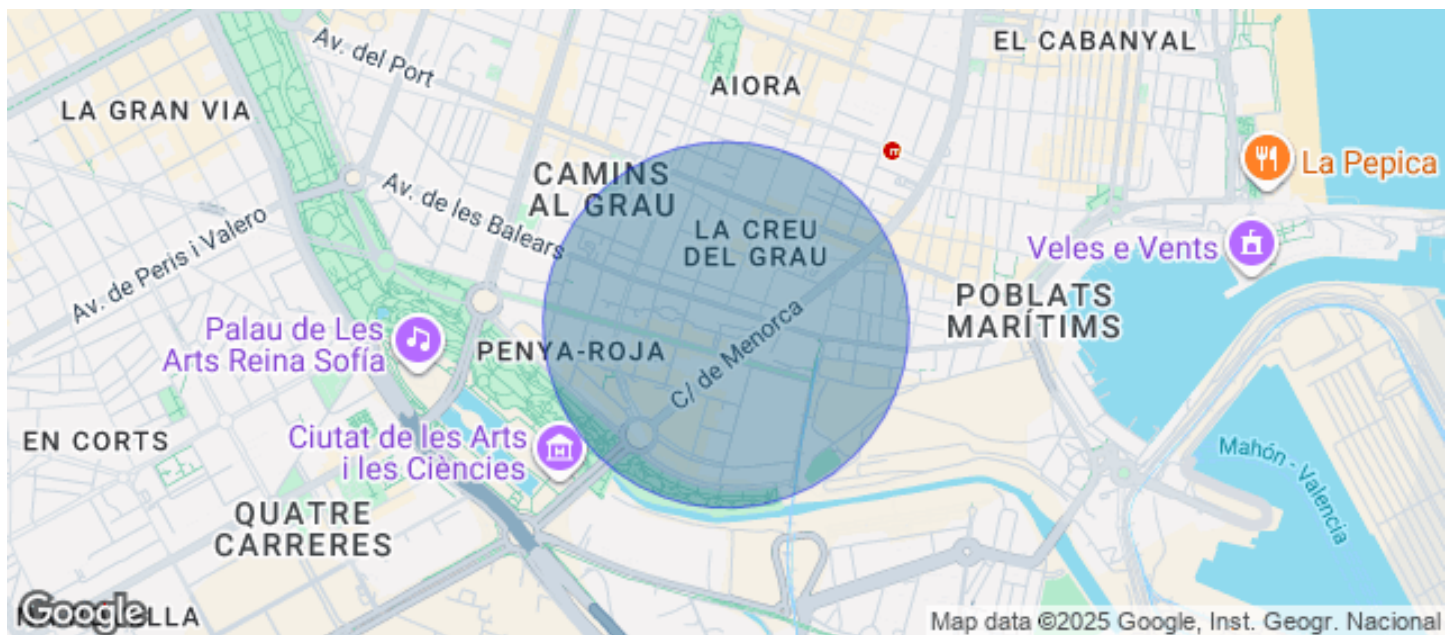 Av. del Port
EL CABANYAL
AIORA
LA GRAN VIA
La Pepica
CAMINS
AL GRAU
Av. de les Balears
LA CREU
DEL GRAU
Av. de Peris i Valero
Veles e Vents
POBLATS
MARÍTIMS
Palau de Les
Arts Reina Sofía
PENYA-ROJA
C/ de Menorca
EN CORTS
Ciutat de les Arts
i les Ciències
Mahón - Valencia
QUATRE
CARRERES
Google
Map data ©2025 Google, Inst. Geogr. Nacional